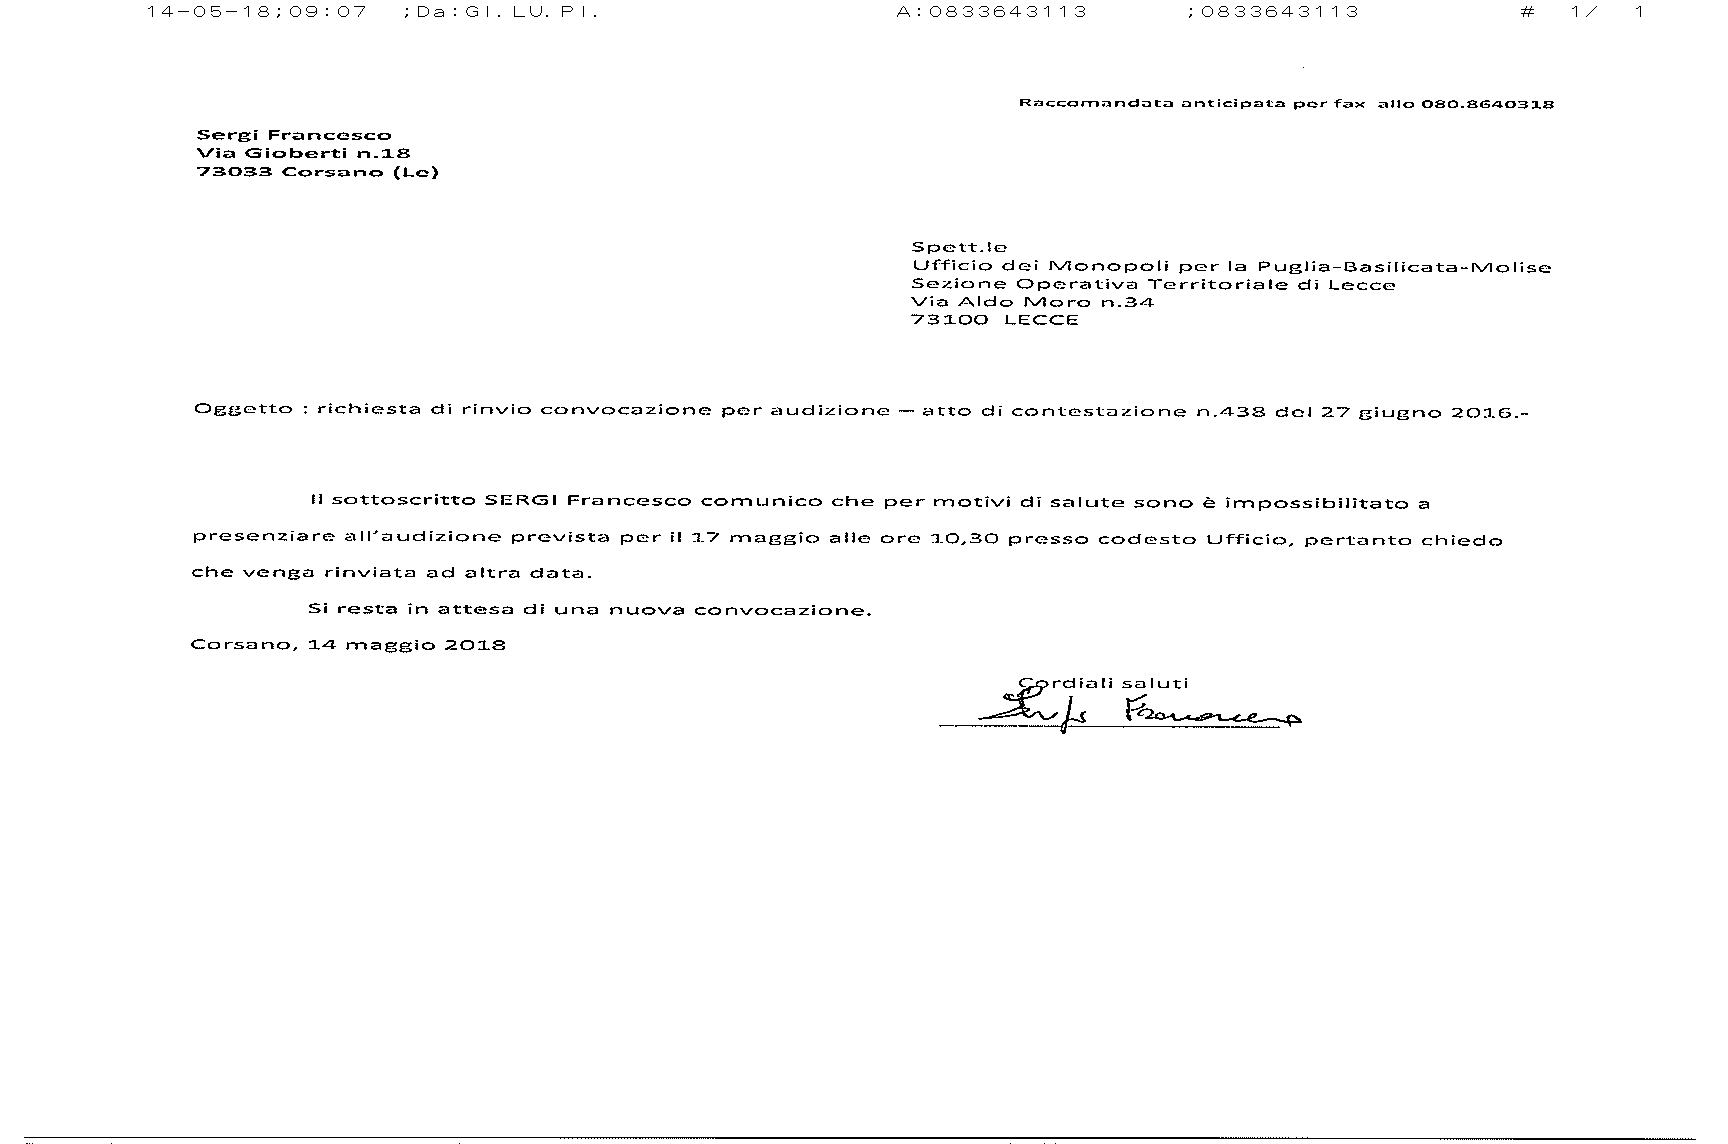 14-05-18;09:07 ;Da:GI.LU.PI. A:0833643113 ;0833643113 # 1/ 1
Raccomandata anticipata per fax allo 080.8640318
Sergi Francesco
Via Gioberti n.18
73033 Corsano (Le)
Spett.le
Ufficio dei Monopoli per la Puglia-Basilicata-Molise
Sezione Operativa Territoriale di Lecce
Via Aldo Moro n.34
73100 LECCE
Oggetto : richiesta di rinvio convocazione per audizione – atto di contestazione n.438 del 27 giugno 2016.-
Il sottoscritto SERGI Francesco comunico che per motivi di salute sono è impossibilitato a
presenziare all'audizione prevista per il 17 maggio alle ore 10,30 presso codesto Ufficio, pertanto chiedo
che venga rinviata ad altra data.
Si resta in attesa di una nuova convocazione.
Corsano, 14 maggio 2018
Cordiali saluti
Sergi Francesco